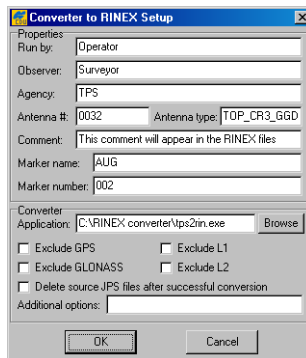 Converter to RINEX Setup
Properties
Run by: Operator
Observer: Surveyor
Agency: TPS
Antenna #: 0032 Antenna type: TOP_CR3_GGD
Comment: This comment will appear in the RINEX files
Marker name: AUG
Marker number: 002
Converter
Application: C:\RINEX converter\tps2rin.exe Browse
Exclude GPS Exclude L1
Exclude GLONASS Exclude L2
Delete source JPS files after successful conversion
Additional options:
OK Cancel